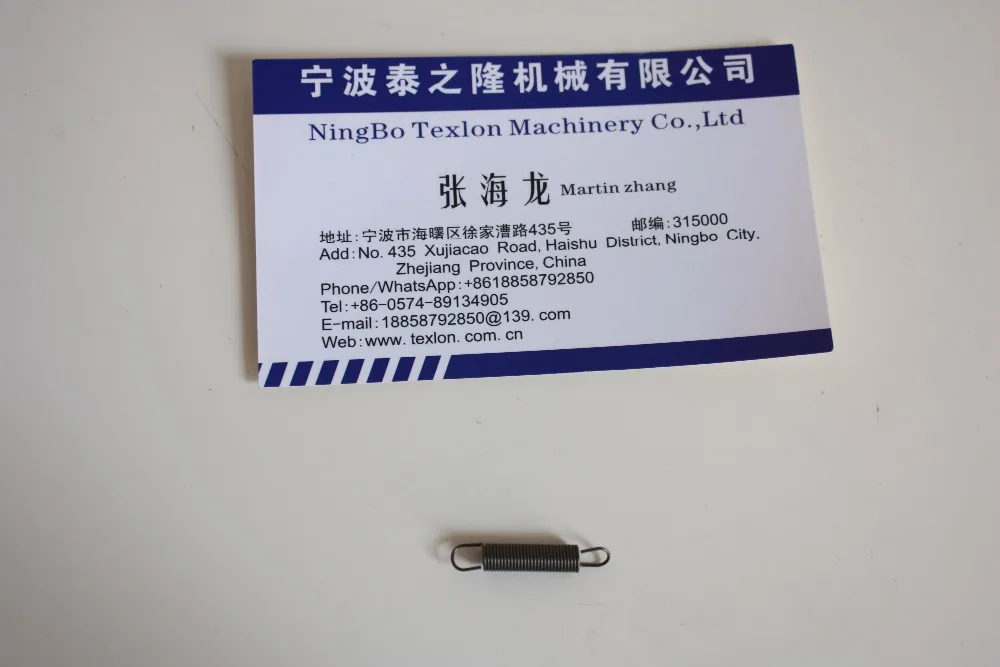 宁波泰之隆机械有限公司
NingBo Texlon Machinery Co.,Ltd
张海龙 Martin zhang
地址:宁波市海曙区徐家漕路435号 邮编:315000
Add:No. 435 Xujiacao Road, Haishu District, Ningbo City.
Zhejiang Province, China
Phone/WhatsApp:+8618858792850
Tel:+86-0574-89134905
E-mail:18858792850@139. com
Web:www. texlon. com. cn